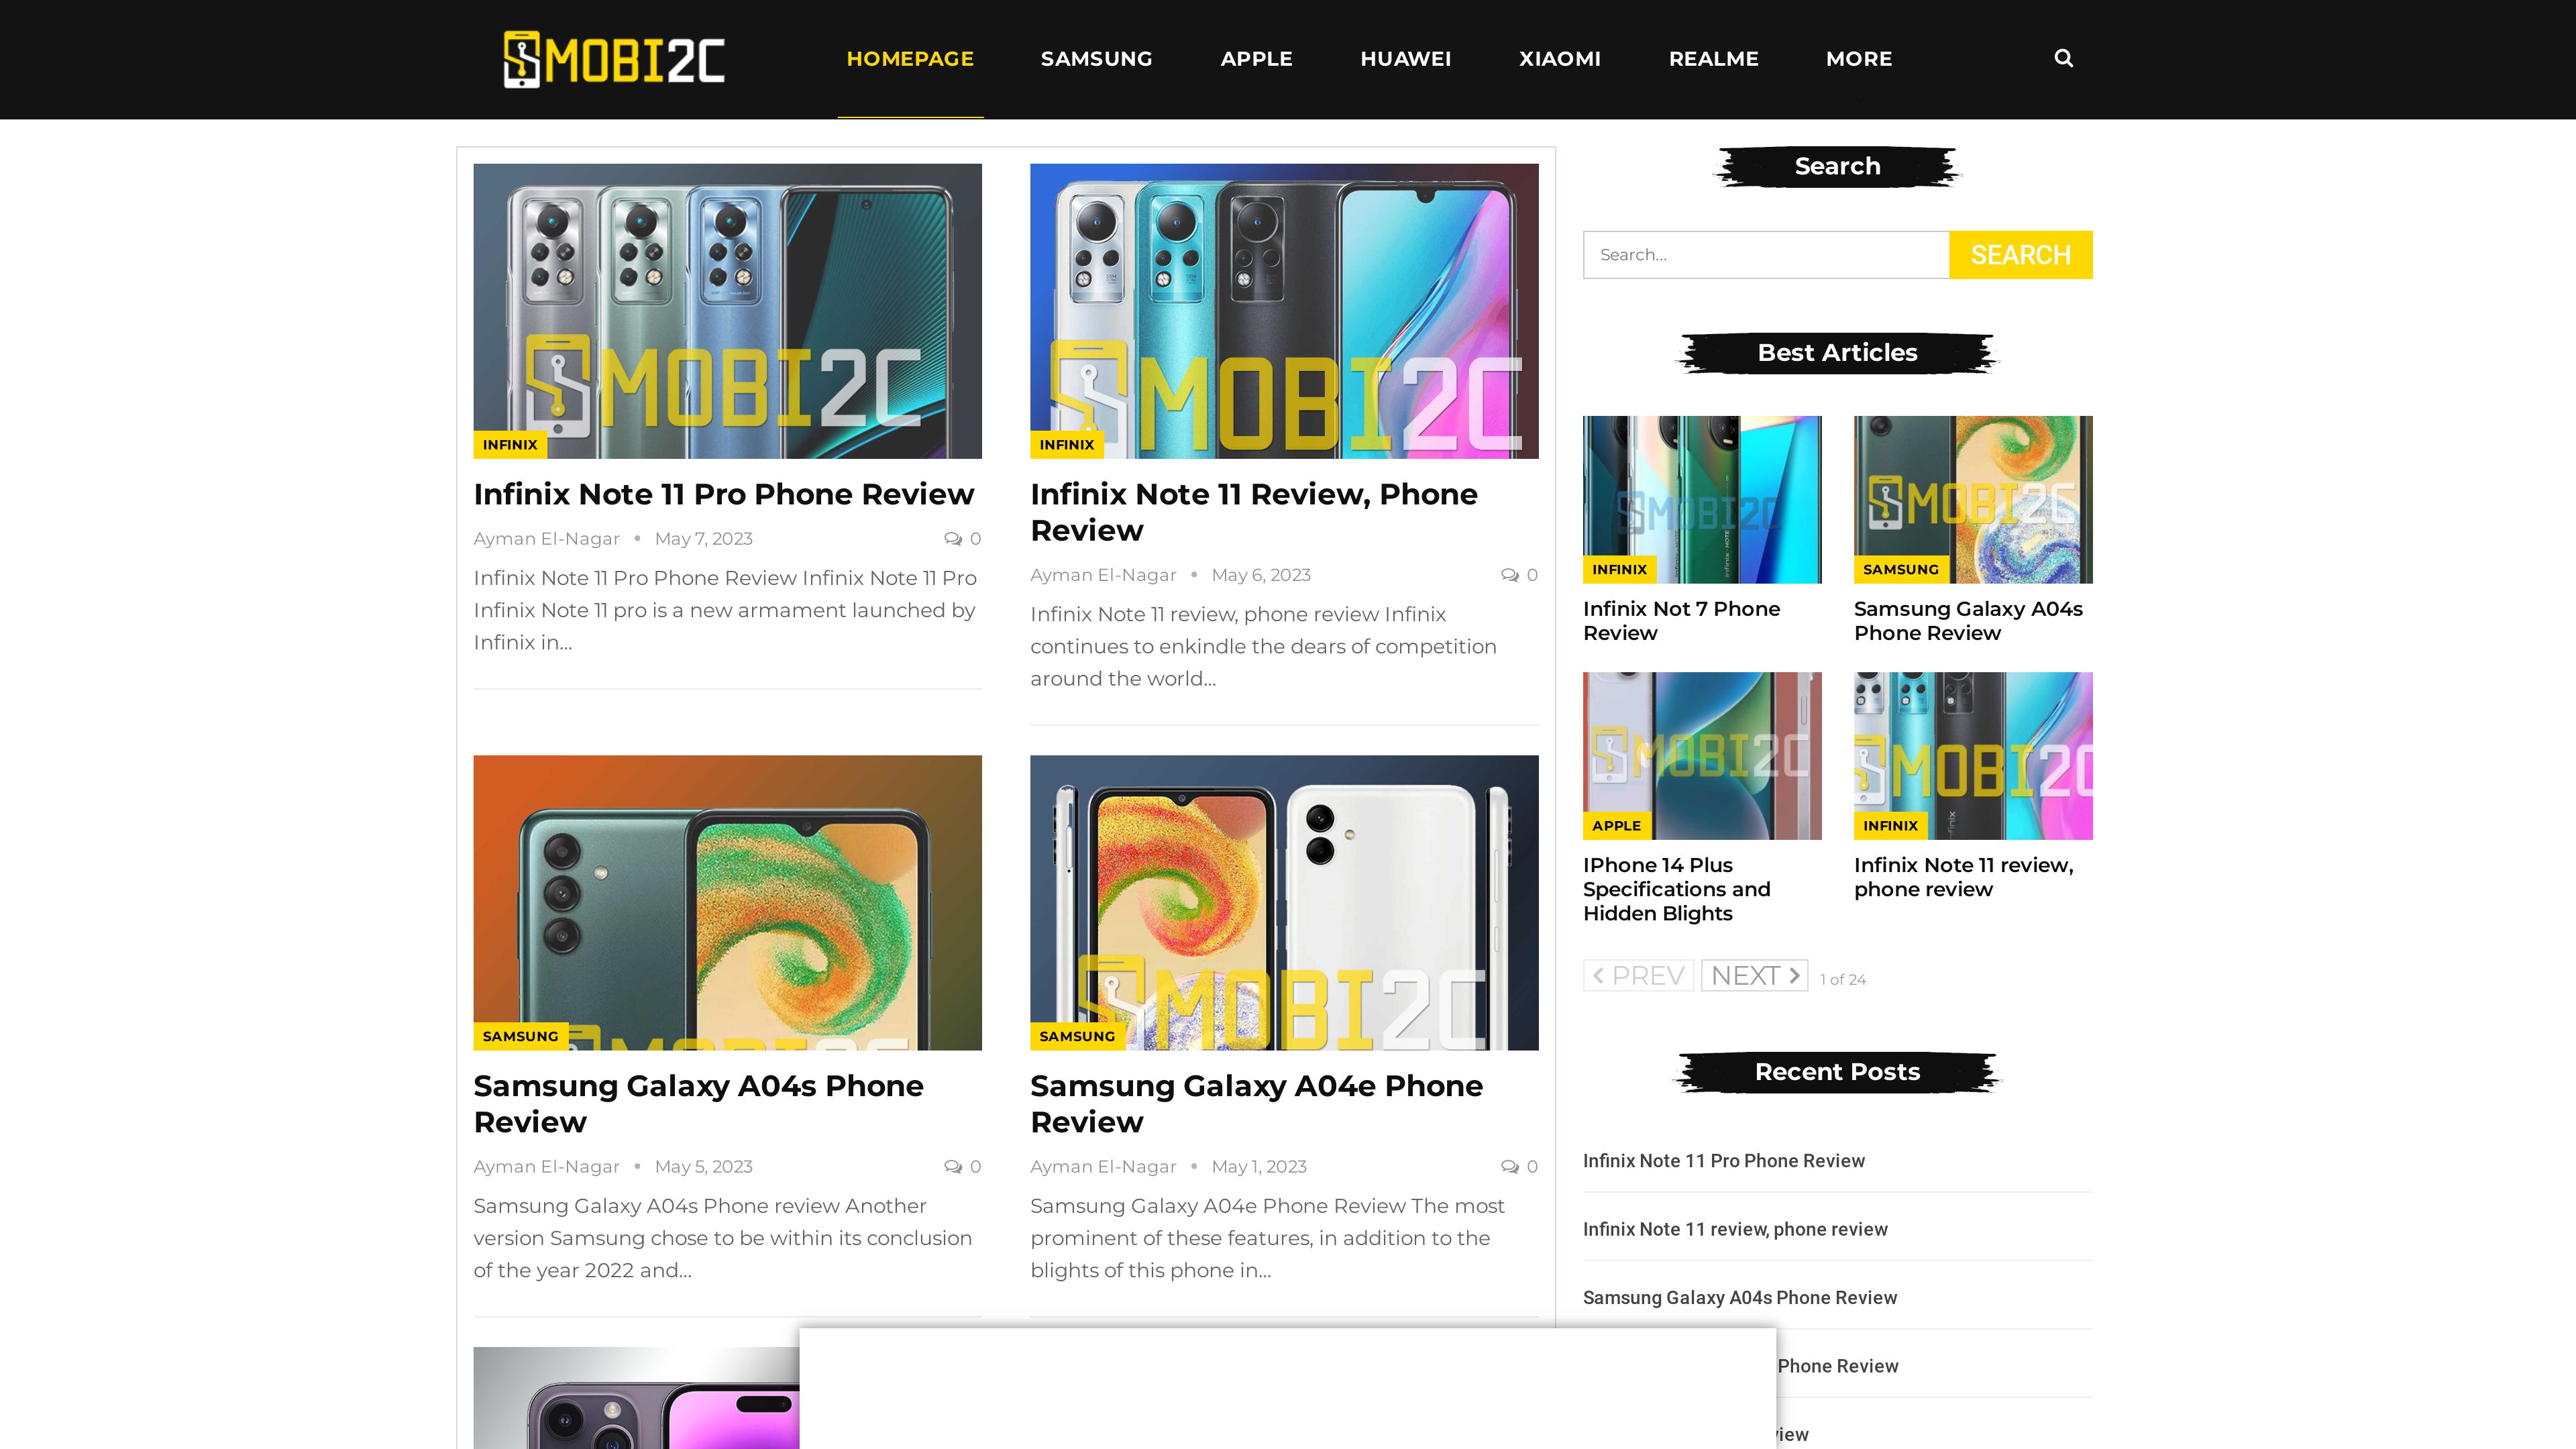 MOBI2C
HOMEPAGE
SAMSUNG
APPLE
HUAWEI
XIAOMI
REALME
MORE
MOBI2C
INFINIX
Infinix Note 11 Pro Phone Review
Ayman El-Nagar • May 7, 2023
0
Infinix Note 11 Pro Phone Review Infinix Note 11 Pro
Infinix Note 11 pro is a new armament launched by
Infinix in...
MOBI2C
INFINIX
Infinix Note 11 Review, Phone
Review
Ayman El-Nagar • May 6, 2023
0
Infinix Note 11 review, phone review Infinix
continues to enkindle the dears of competition
around the world...
MOBI2C
SAMSUNG
Samsung Galaxy A04s Phone
Review
Ayman El-Nagar • May 5, 2023
0
Samsung Galaxy A04s Phone review Another
version Samsung chose to be within its conclusion
of the year 2022 and...
MOBI2C
SAMSUNG
Samsung Galaxy A04e Phone
Review
Ayman El-Nagar • May 1, 2023
0
Samsung Galaxy A04e Phone Review The most
prominent of these features, in addition to the
blights of this phone in...
Search
Search...
SEARCH
Best Articles
MOBI2C
INFINIX
Infinix Not 7 Phone
Review
MOBI2C
SAMSUNG
Samsung Galaxy A04s
Phone Review
MOBI2C
APPLE
IPhone 14 Plus
Specifications and
Hidden Blights
MOBI2C
INFINIX
Infinix Note 11 review,
phone review
PREV
NEXT
1 of 24
Recent Posts
Infinix Note 11 Pro Phone Review
Infinix Note 11 review, phone review
Samsung Galaxy A04s Phone Review
Phone Review